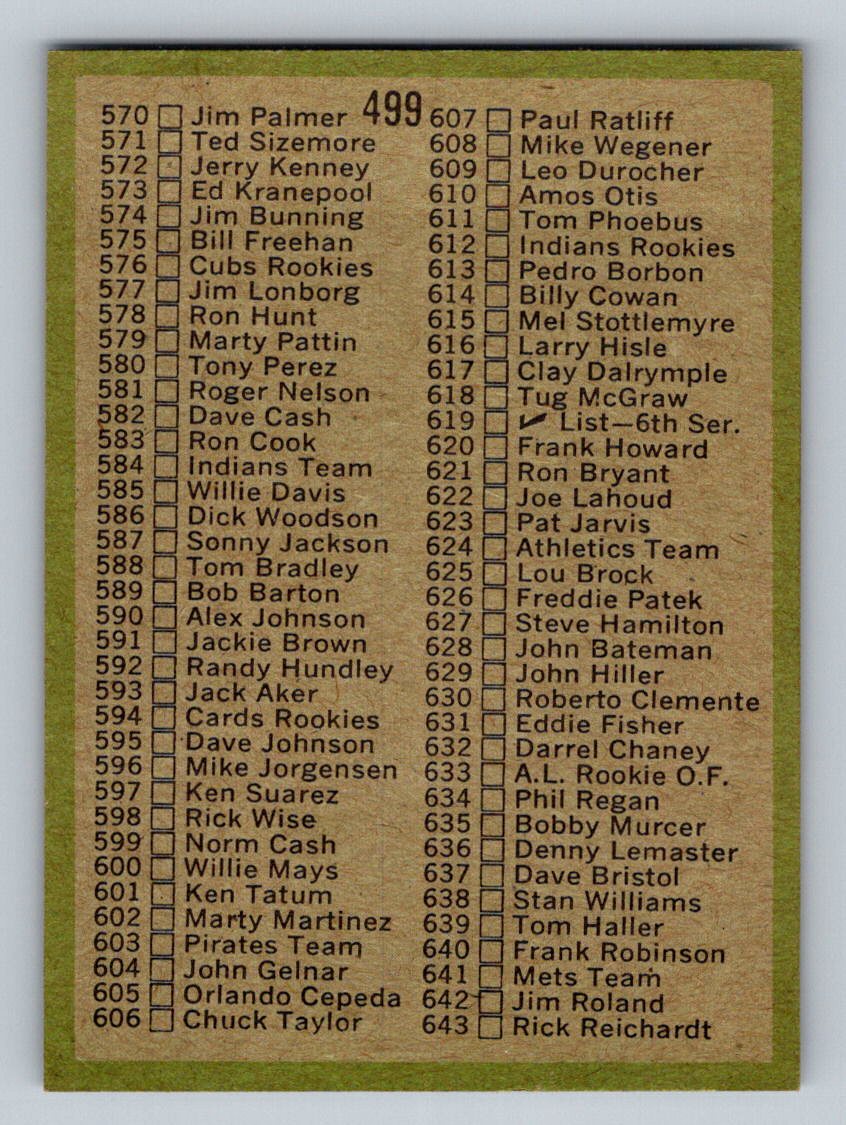 499
570 Jim Palmer
571 Ted Sizemore
572 Jerry Kenney
573 Ed Kranepool
574 Jim Bunning
575 Bill Freehan
576 Cubs Rookies
577 Jim Lonborg
578 Ron Hunt
579 Marty Pattin
580 Tony Perez
581 Roger Nelson
582 Dave Cash
583 Ron Cook
584 Indians Team
585 Willie Davis
586 Dick Woodson
587 Sonny Jackson
588 Tom Bradley
589 Bob Barton
590 Alex Johnson
591 Jackie Brown
592 Randy Hundley
593 Jack Aker
594 Cards Rookies
595 Dave Johnson
596 Mike Jorgensen
597 Ken Suarez
598 Rick Wise
599 Norm Cash
600 Willie Mays
601 Ken Tatum
602 Marty Martinez
603 Pirates Team
604 John Gelnar
605 Orlando Cepeda
606 Chuck Taylor
607 Paul Ratliff
608 Mike Wegener
609 Leo Durocher
610 Amos Otis
611 Tom Phoebus
612 Indians Rookies
613 Pedro Borbon
614 Billy Cowan
615 Mel Stottlemyre
616 Larry Hisle
617 Clay Dalrymple
618 Tug McGraw
619 ✓ List—6th Ser.
620 Frank Howard
621 Ron Bryant
622 Joe Lahoud
623 Pat Jarvis
624 Athletics Team
625 Lou Brock
626 Freddie Patek
627 Steve Hamilton
628 John Bateman
629 John Hiller
630 Roberto Clemente
631 Eddie Fisher
632 Darrel Chaney
633 A.L. Rookie O.F.
634 Phil Regan
635 Bobby Murcer
636 Denny Lemaster
637 Dave Bristol
638 Stan Williams
639 Tom Haller
640 Frank Robinson
641 Mets Team
642 Jim Roland
643 Rick Reichardt